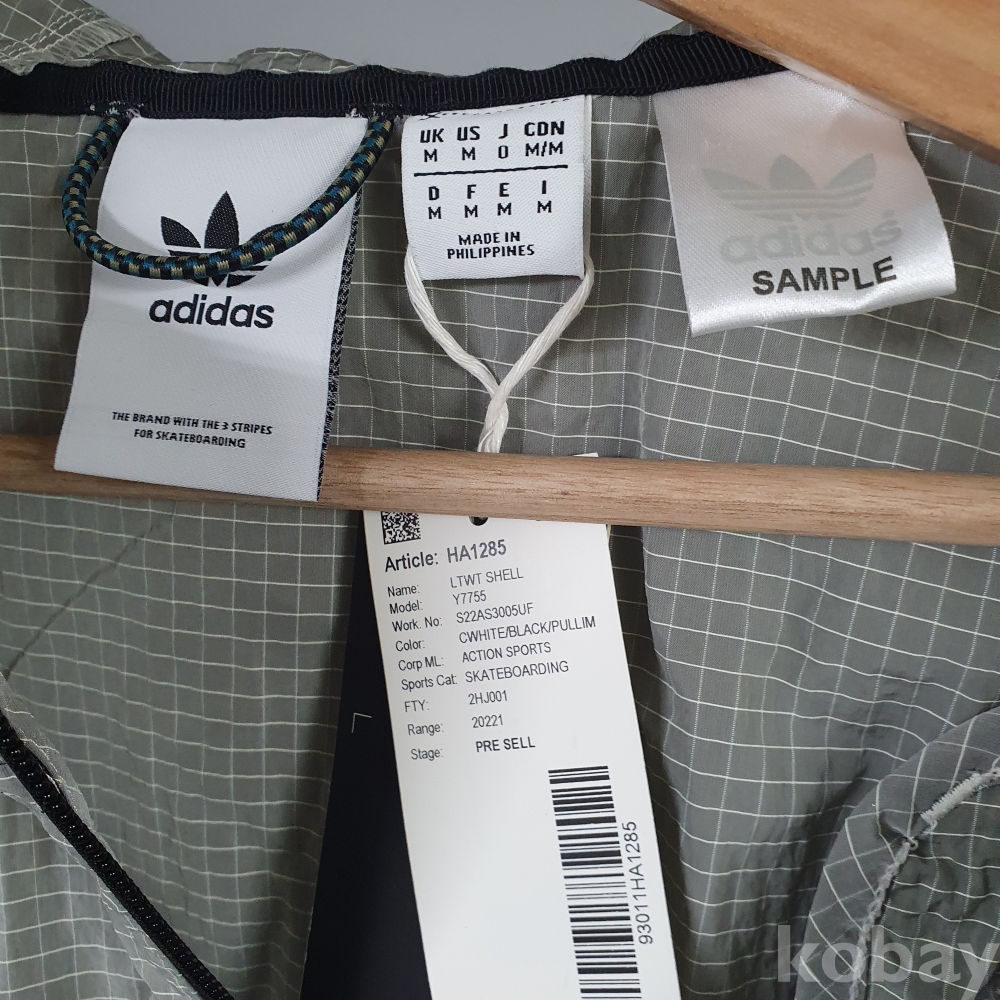 adidas
THE BRAND WITH THE 3 STRIPES
FOR SKATEBOARDING
UK US J CDN
M M O M/M
D F E I
M M M M
MADE IN
PHILIPPINES
adidas
SAMPLE
Article: HA1285
Name: LTWT SHELL
Model: Y7755
Work. No: S22AS3005UF
Color: CWHITE/BLACK/PULLIM
Corp ML: ACTION SPORTS
Sports Cat: SKATEBOARDING
FTY: 2HJ001
Range: 20221
Stage: PRE SELL
93011HA1285
kobay